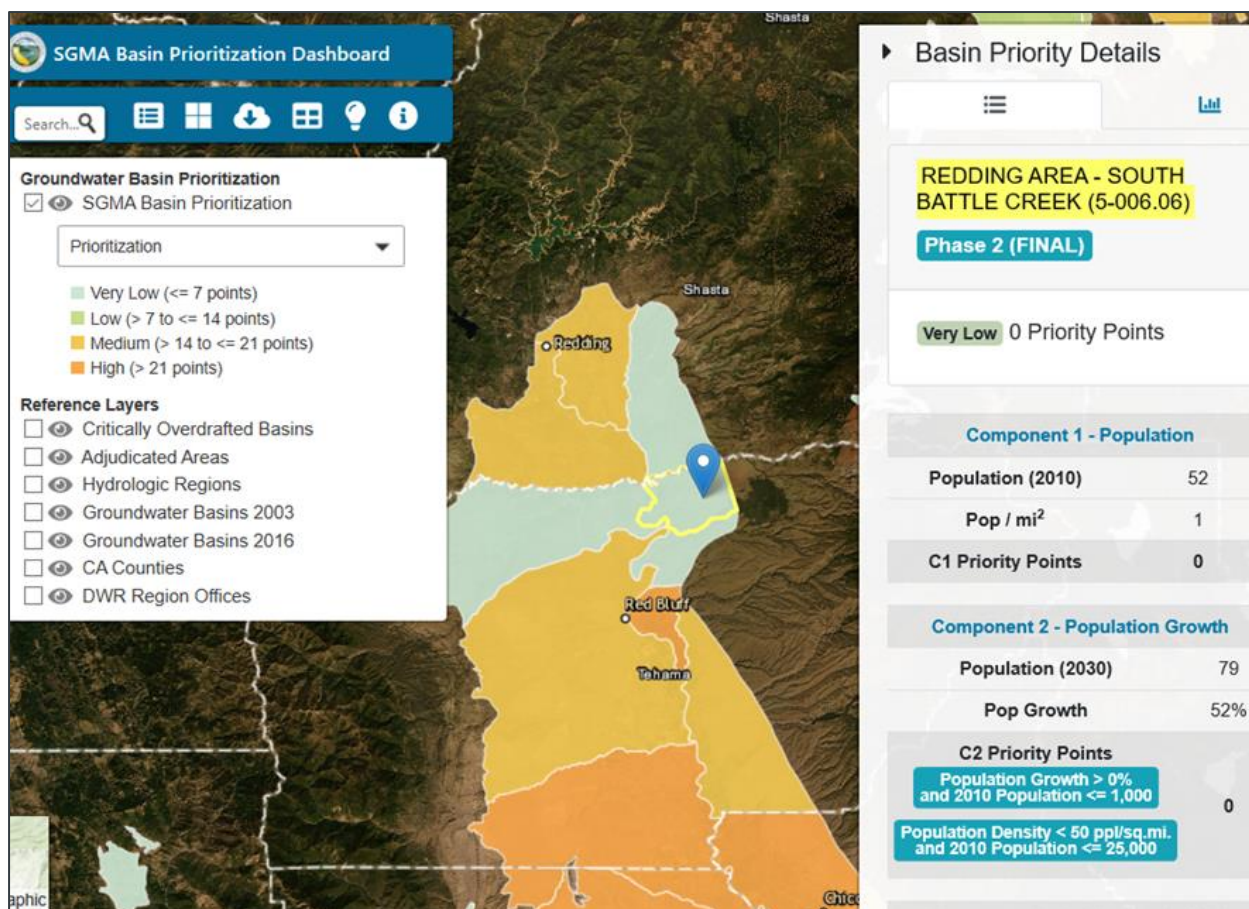 SGMA Basin Prioritization Dashboard
Search...
Groundwater Basin Prioritization
SGMA Basin Prioritization
Prioritization
Very Low (<= 7 points)
Low (> 7 to <= 14 points)
Medium (> 14 to <= 21 points)
High (> 21 points)
Reference Layers
Critically Overdrafted Basins
Adjudicated Areas
Hydrologic Regions
Groundwater Basins 2003
Groundwater Basins 2016
CA Counties
DWR Region Offices
aphic
Shasta
Shasta
Redding
Red Bluff
Tehama
Chico
Basin Priority Details
REDDING AREA - SOUTH
BATTLE CREEK (5-006.06)
Phase 2 (FINAL)
Very Low 0 Priority Points
Component 1 - Population
Population (2010) 52
Pop / mi² 1
C1 Priority Points 0
Component 2 - Population Growth
Population (2030) 79
Pop Growth 52%
C2 Priority Points
Population Growth > 0%
and 2010 Population <= 1,000
0
Population Density < 50 ppl/sq.mi.
and 2010 Population <= 25,000